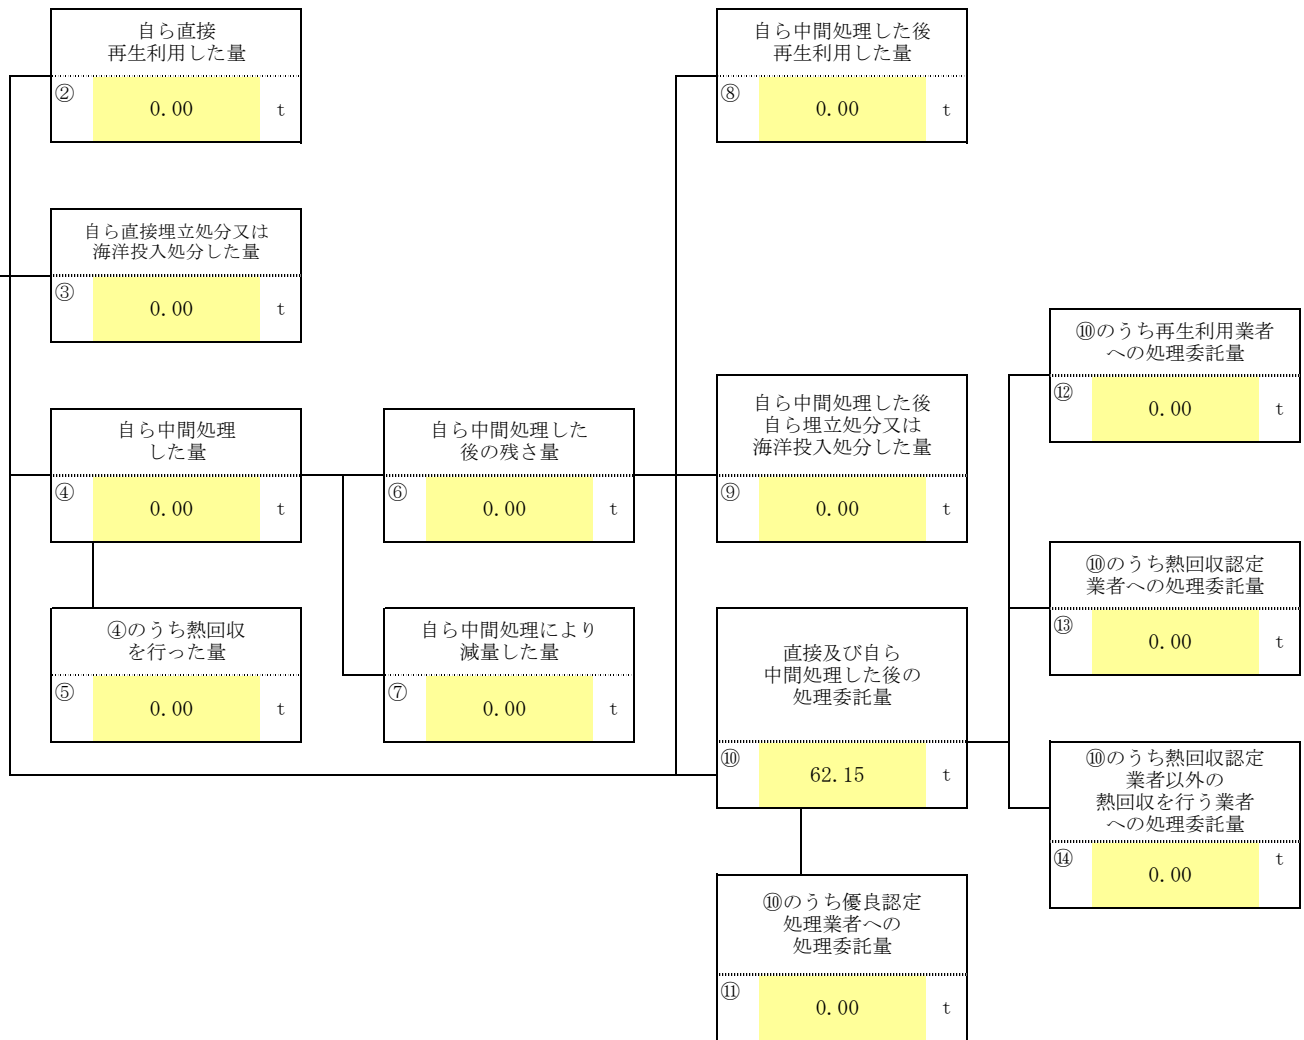 自ら直接
再生利用した量
② 0.00 t
自ら直接埋立処分又は
海洋投入処分した量
③ 0.00 t
自ら中間処理
した量
④ 0.00 t
④のうち熱回収
を行った量
⑤ 0.00 t
自ら中間処理した
後の残さ量
⑥ 0.00 t
自ら中間処理により
減量した量
⑦ 0.00 t
自ら中間処理した後
再生利用した量
⑧ 0.00 t
自ら中間処理した後
自ら埋立処分又は
海洋投入処分した量
⑨ 0.00 t
直接及び自ら
中間処理した後の
処理委託量
⑩ 62.15 t
⑩のうち優良認定
処理業者への
処理委託量
⑪ 0.00 t
⑩のうち再生利用業者
への処理委託量
⑫ 0.00 t
⑩のうち熱回収認定
業者への処理委託量
⑬ 0.00 t
⑩のうち熱回収認定
業者以外の
熱回収を行う業者
への処理委託量
⑭ 0.00 t